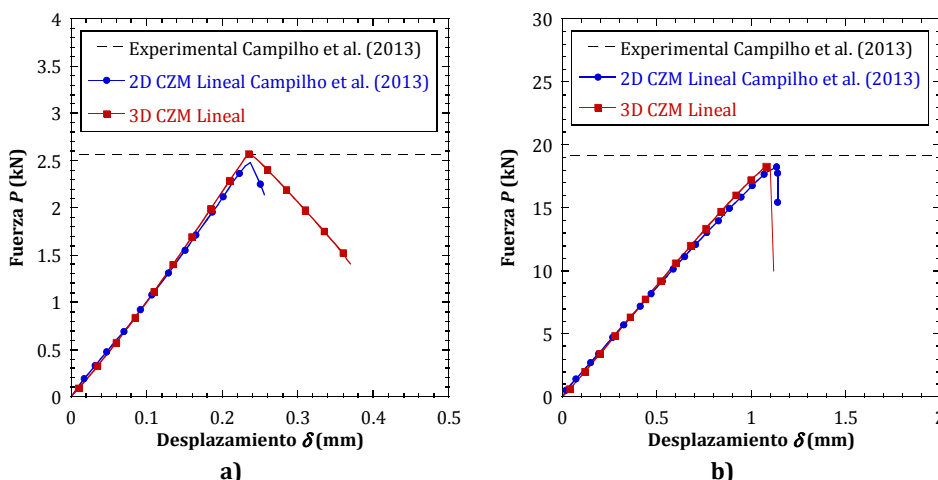 4
3.5
3
2.5
2
1.5
1
0.5
0
Fuerza P (kN)
Experimental Campilho et al. (2013)
2D CZM Lineal Campilho et al. (2013)
3D CZM Lineal
0 0.1 0.2 0.3 0.4 0.5
Desplazamiento δ (mm)
a)
30
25
20
15
10
5
0
Fuerza P (kN)
Experimental Campilho et al. (2013)
2D CZM Lineal Campilho et al. (2013)
3D CZM Lineal
0 0.5 1 1.5 2
Desplazamiento δ (mm)
b)